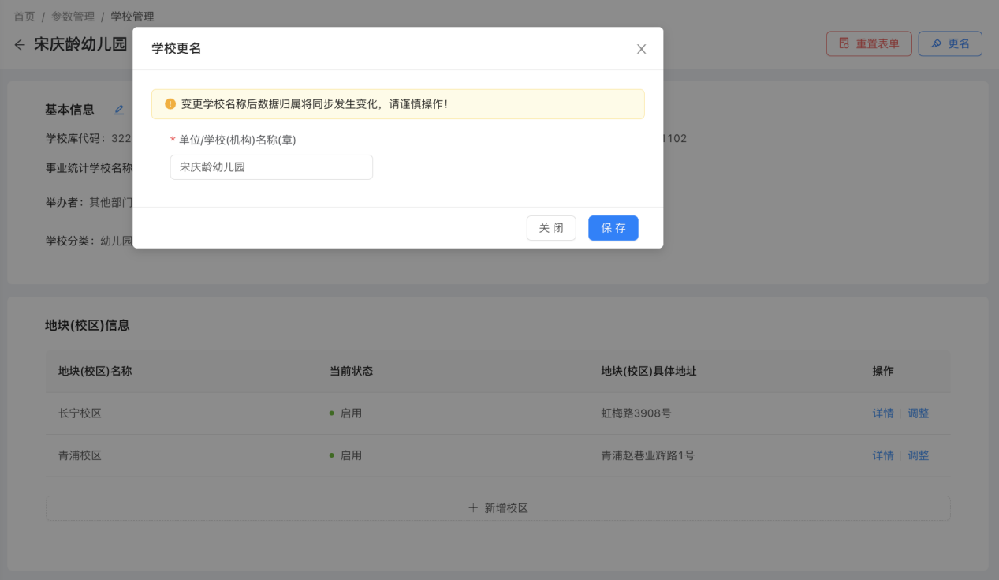 首页 / 参数管理 / 学校管理
← 宋庆龄幼儿园
重置表单
更名
学校更名
变更学校名称后数据归属将同步发生变化，请谨慎操作！
* 单位/学校(机构)名称(章)
宋庆龄幼儿园
关 闭
保 存
基本信息
学校库代码：322
1102
事业统计学校名称
举办者：其他部门
学校分类：幼儿园
地块(校区)信息
地块(校区)名称 当前状态 地块(校区)具体地址 操作
长宁校区 启用 虹梅路3908号 详情 调整
青浦校区 启用 青浦赵巷业辉路1号 详情 调整
+ 新增校区